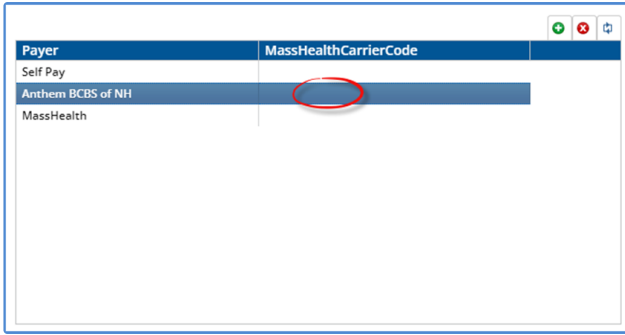 Payer MassHealthCarrierCode
Self Pay
Anthem BCBS of NH
MassHealth